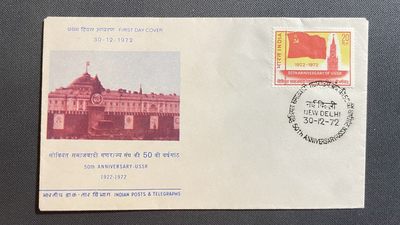 प्रथम दिवस आवरण FIRST DAY COVER
30-12-1972
भारत INDIA
20
1922-1972
50TH ANNIVERSARY OF USSR
नई दिल्ली
NEW DELHI
30-12-72
50TH ANNIVERSARY USSR
सोवियत समाजवादी गणराज्य संघ की 50 वीं वर्षगांठ
50TH ANNIVERSARY-USSR
1922-1972
भारतीय डाक-तार विभाग INDIAN POSTS & TELEGRAPHS